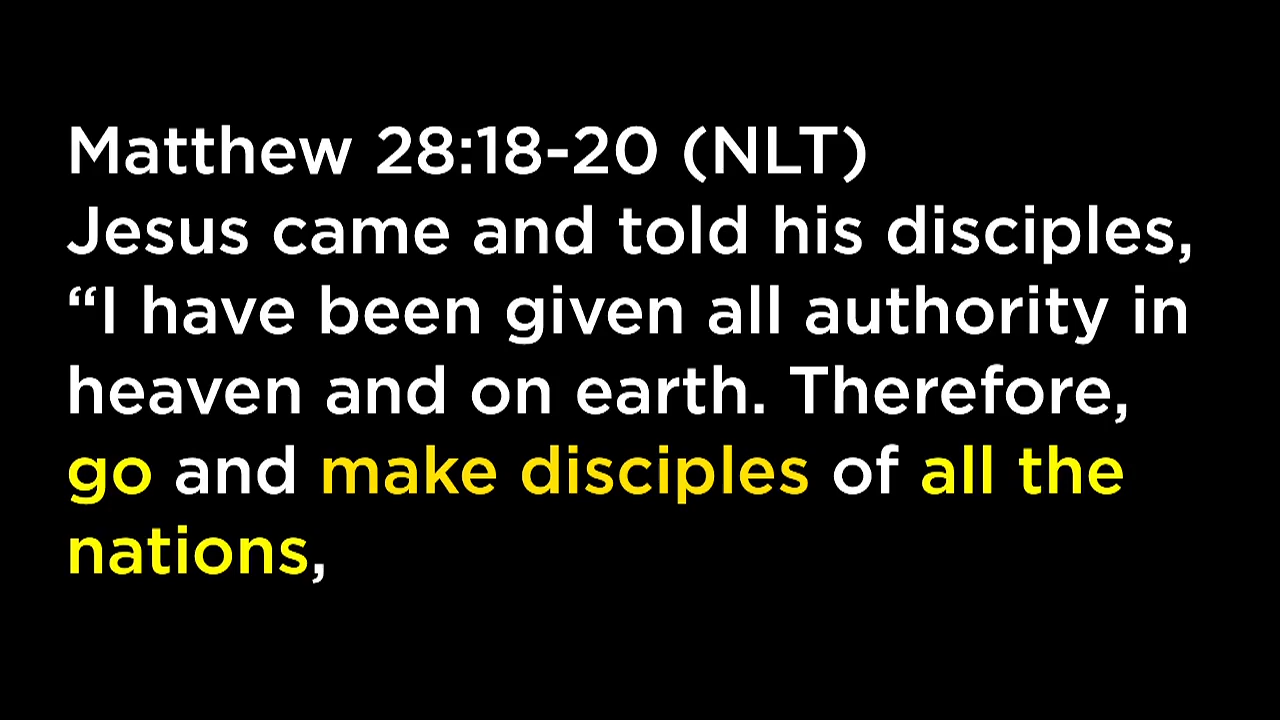 Matthew 28:18-20 (NLT)
Jesus came and told his disciples,
“I have been given all authority in
heaven and on earth. Therefore,
go and make disciples of all the
nations,